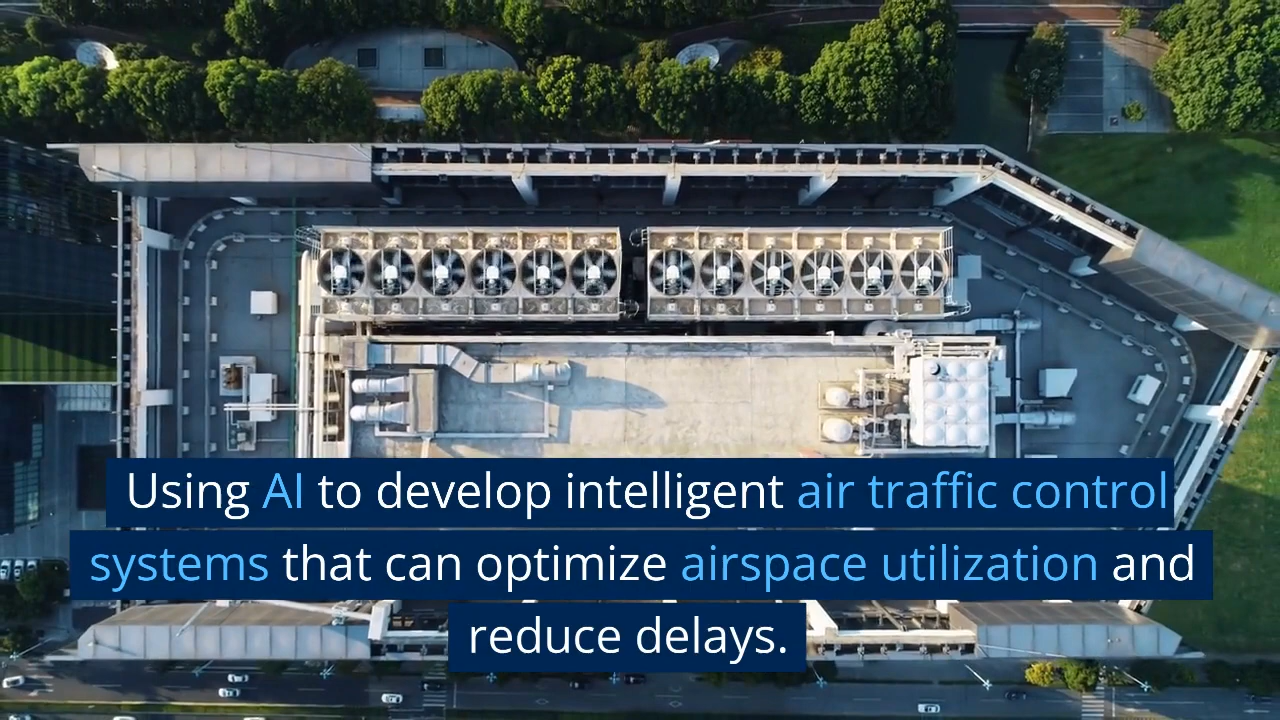 Using AI to develop intelligent air traffic control
systems that can optimize airspace utilization and
reduce delays.